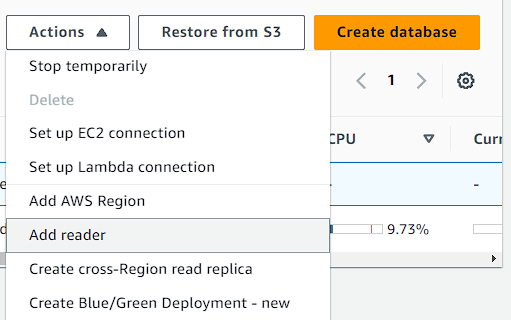 Actions Restore from S3 Create database
Stop temporarily
1
Delete
Set up EC2 connection
CPU
Set up Lambda connection
- -
Add AWS Region
Add reader 9.73%
Create cross-Region read replica
Create Blue/Green Deployment - new